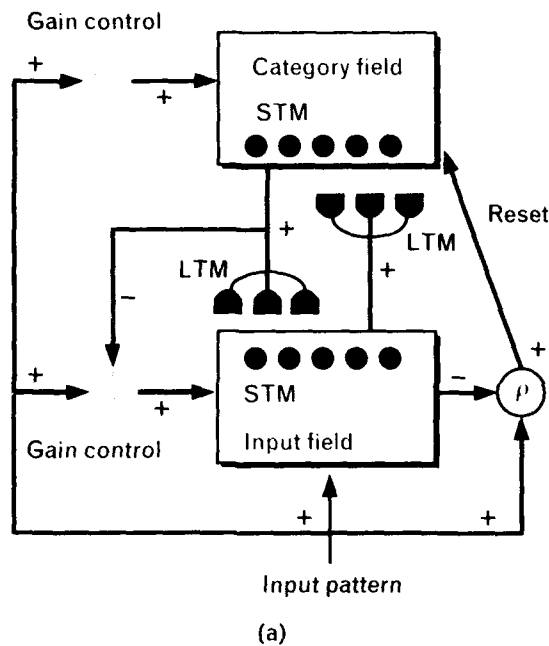 Gain control
+
+
Category field
STM
+
LTM
LTM
+
Reset
−
+
+
STM
−
+
ρ
Gain control
Input field
+
+
Input pattern
(a)